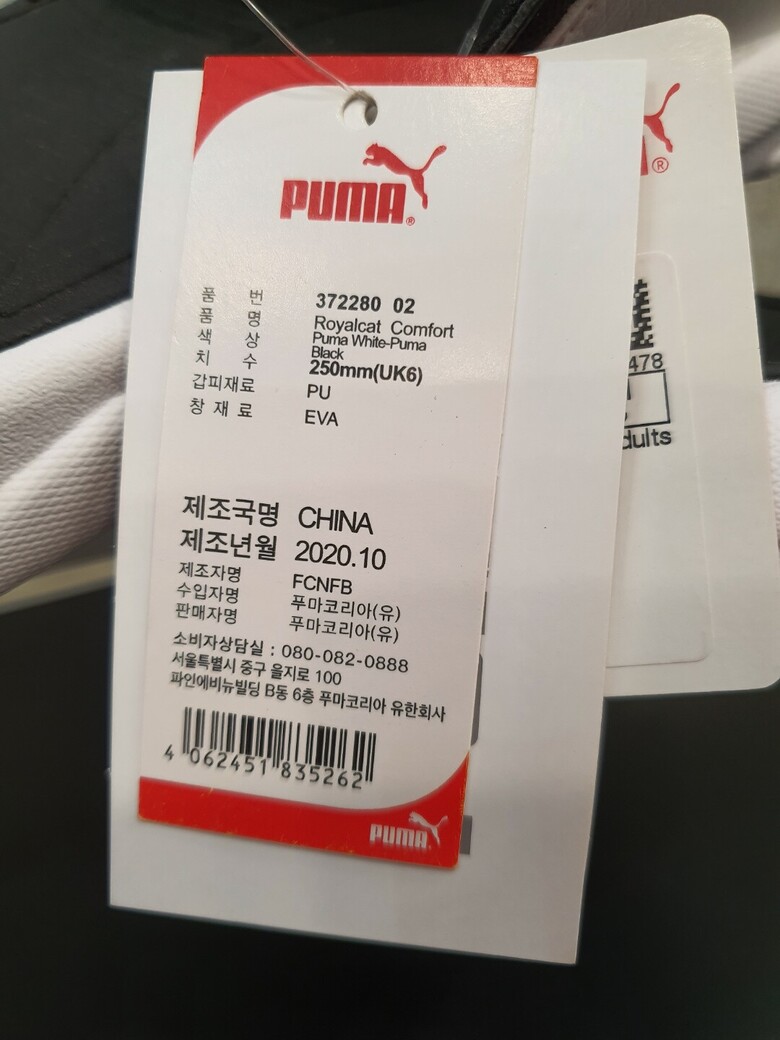 PUMA®
품 번 372280 02
품 명 Royalcat Comfort
색 상 Puma White-Puma
Black
치 수 250mm(UK6)
갑피재료 PU
창 재 료 EVA
제조국명 CHINA
제조년월 2020.10
제조자명 FCNFB
수입자명 푸마코리아(유)
판매자명 푸마코리아(유)
소비자상담실 : 080-082-0888
서울특별시 중구 을지로 100
파인애비뉴빌딩 B동 6층 푸마코리아 유한회사
4 062451 835262
PUMA
®
478
dults